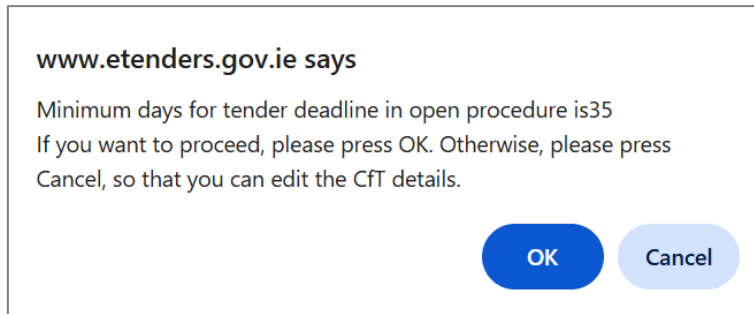 www.etenders.gov.ie says
Minimum days for tender deadline in open procedure is35
If you want to proceed, please press OK. Otherwise, please press
Cancel, so that you can edit the CfT details.
OK Cancel